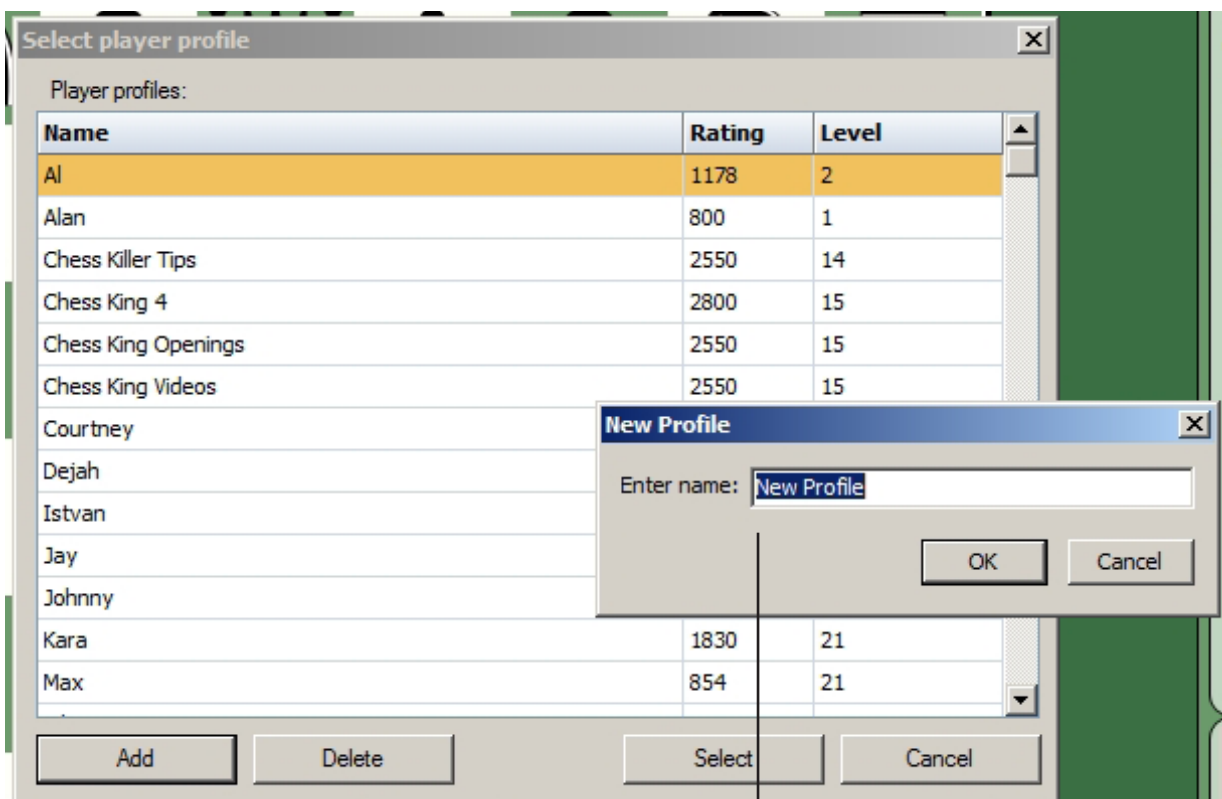 Select player profile
Player profiles:
Name Rating Level
Al 1178 2
Alan 800 1
Chess Killer Tips 2550 14
Chess King 4 2800 15
Chess King Openings 2550 15
Chess King Videos 2550 15
Courtney
Dejah
Istvan
Jay
Johnny
Kara 1830 21
Max 854 21
Add Delete Select Cancel
New Profile
Enter name: New Profile
OK Cancel